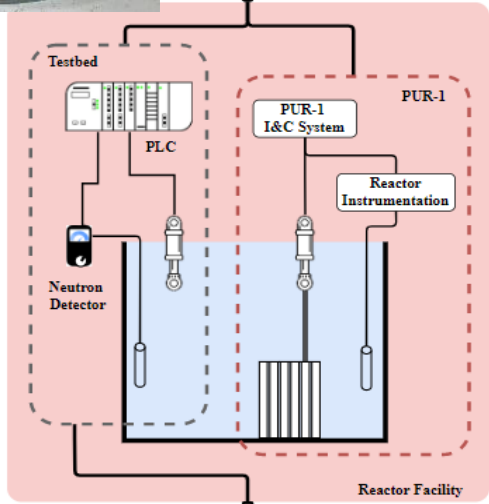 Testbed
PUR-1
PUR-1
I&C System
PLC
Reactor
Instrumentation
Neutron
Detector
Reactor Facility